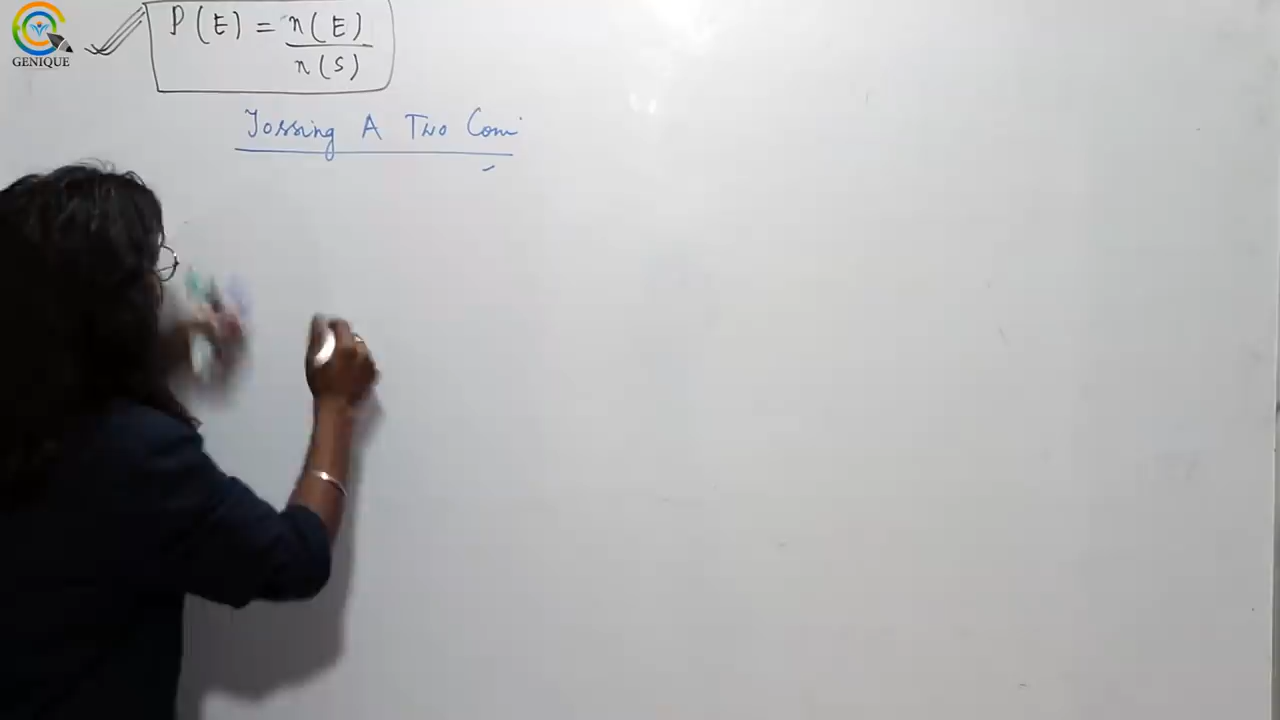 GENIQUE
P(E) = n(E)
n(S)
Tossing A Two Coin